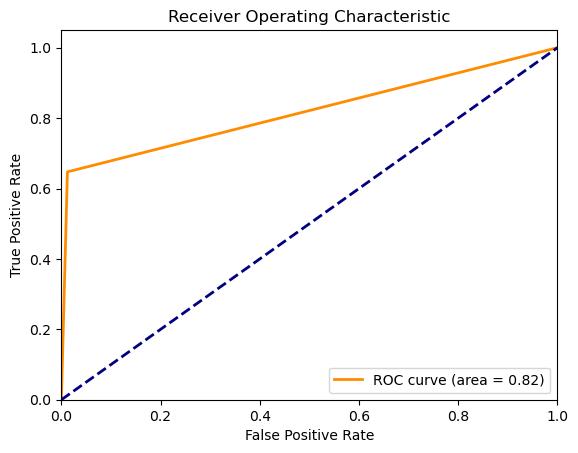 Receiver Operating Characteristic
1.0
0.8
0.6
0.4
0.2
0.0
True Positive Rate
ROC curve (area = 0.82)
0.0 0.2 0.4 0.6 0.8 1.0
False Positive Rate